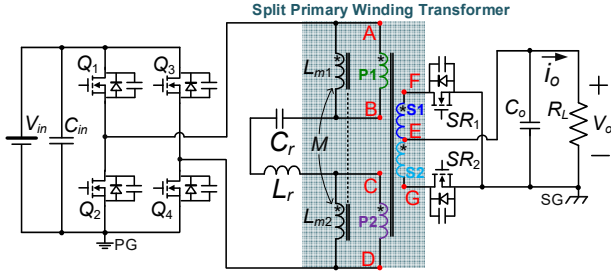 Split Primary Winding Transformer
A
Q1
Q3
Lm1
P1
F
io
S1
SR1
Vin
Cin
B
E
Co
RL
Vo
+
Cr
M
S2
SR2
C
Lr
G
Q2
Q4
Lm2
P2
SG
PG
D